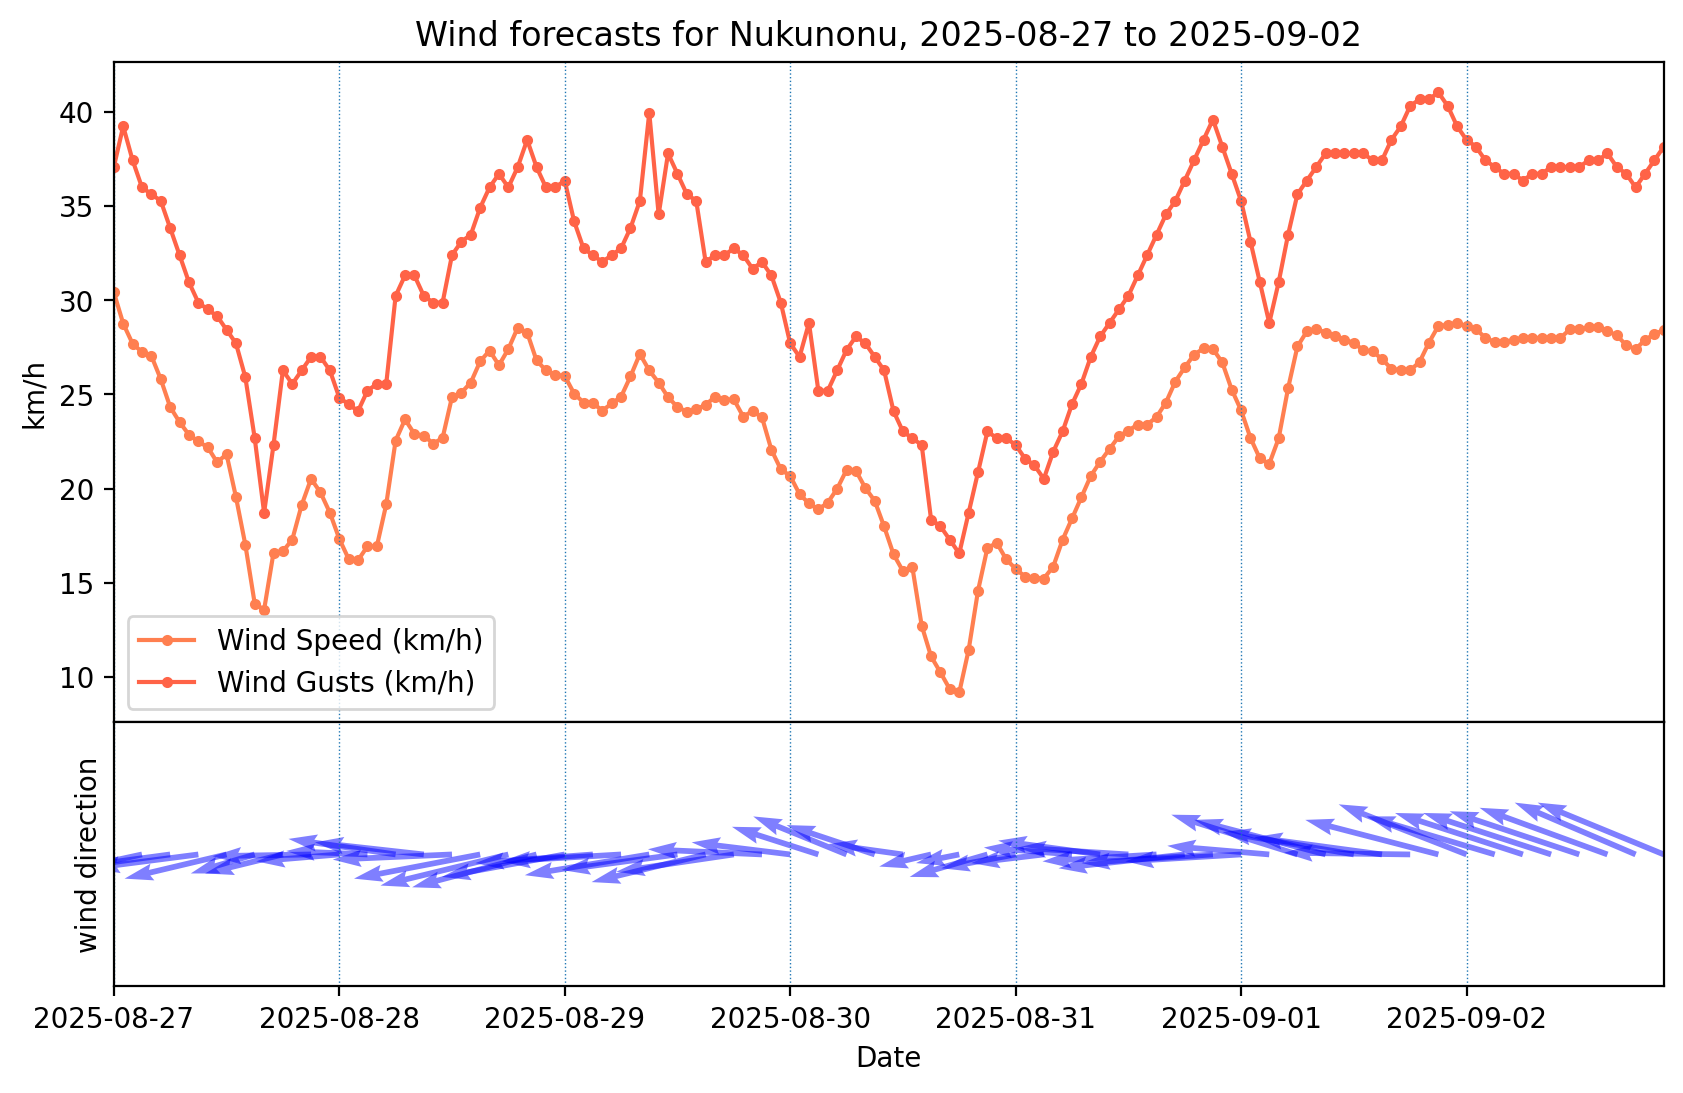 Wind forecasts for Nukunonu, 2025-08-27 to 2025-09-02
40
35
30
25
20
15
10
km/h
Wind Speed (km/h)
Wind Gusts (km/h)
wind direction
2025-08-27
2025-08-28
2025-08-29
2025-08-30
2025-08-31
2025-09-01
2025-09-02
Date